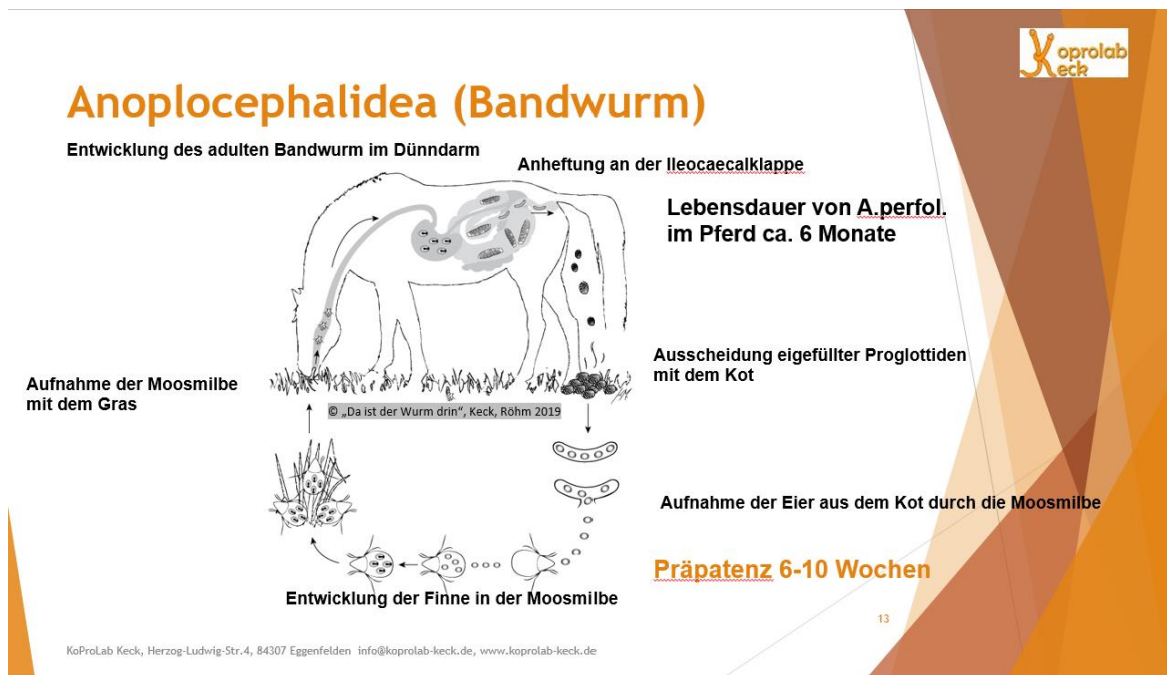 Koprolab
Keck
Anoplocephalidea (Bandwurm)
Entwicklung des adulten Bandwurm im Dünndarm
Anheftung an der Ileocaecalklappe
Lebensdauer von A.perfol.
im Pferd ca. 6 Monate
Ausscheidung eigefüllter Proglottiden
mit dem Kot
Aufnahme der Moosmilbe
mit dem Gras
© „Da ist der Wurm drin“, Keck, Röhm 2019
Aufnahme der Eier aus dem Kot durch die Moosmilbe
Präpatenz 6-10 Wochen
Entwicklung der Finne in der Moosmilbe
13
KoProLab Keck, Herzog-Ludwig-Str.4, 84307 Eggenfelden info@koprolab-keck.de, www.koprolab-keck.de